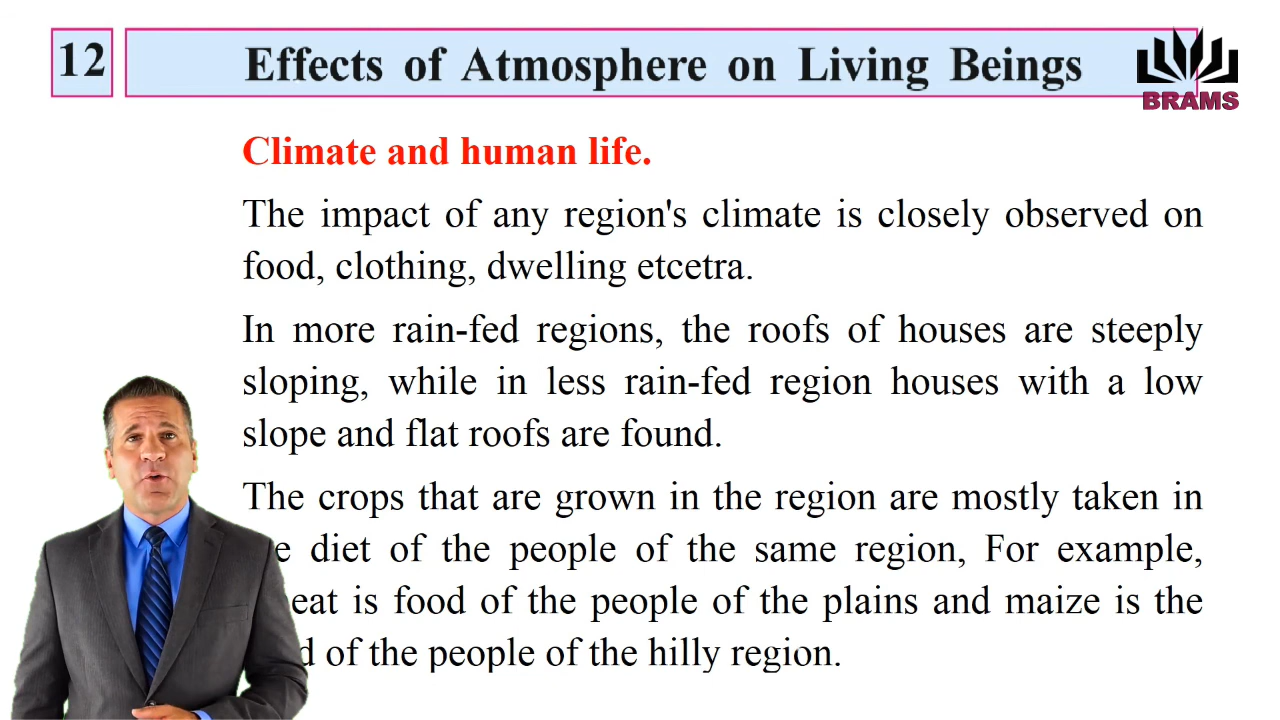 12
Effects of Atmosphere on Living Beings
BRAMS
Climate and human life.
The impact of any region's climate is closely observed on
food, clothing, dwelling etcetra.
In more rain-fed regions, the roofs of houses are steeply
sloping, while in less rain-fed region houses with a low
slope and flat roofs are found.
The crops that are grown in the region are mostly taken in
diet of the people of the same region, For example,
eat is food of the people of the plains and maize is the
of the people of the hilly region.